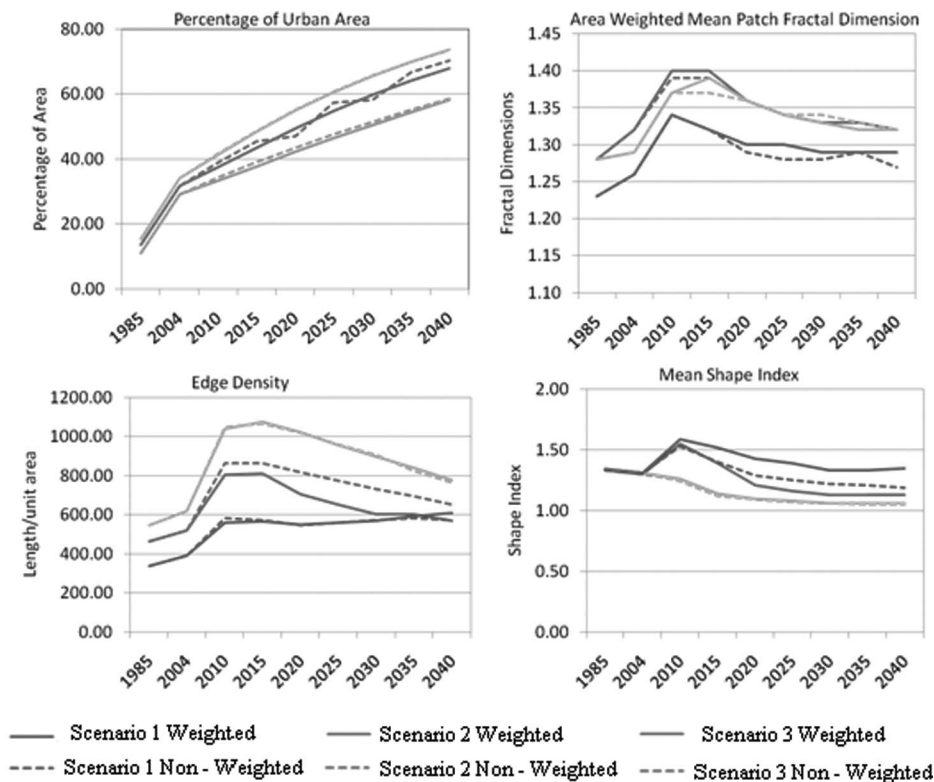 Percentage of Urban Area
80.00
60.00
40.00
20.00
0.00
Percentage of Area
1985 2004 2010 2015 2020 2025 2030 2035 2040
Area Weighted Mean Patch Fractal Dimension
1.45
1.40
1.35
1.30
1.25
1.20
1.15
1.10
Fractal Dimensions
1985 2004 2010 2015 2020 2025 2030 2035 2040
Edge Density
1200.00
1000.00
800.00
600.00
400.00
200.00
0.00
Length/unit area
1985 2004 2010 2015 2020 2025 2030 2035 2040
Mean Shape Index
2.00
1.50
1.00
0.50
0.00
Shape Index
1985 2004 2010 2015 2020 2025 2030 2035 2040
Scenario 1 Weighted Scenario 2 Weighted Scenario 3 Weighted
Scenario 1 Non - Weighted Scenario 2 Non - Weighted Scenario 3 Non - Weighted